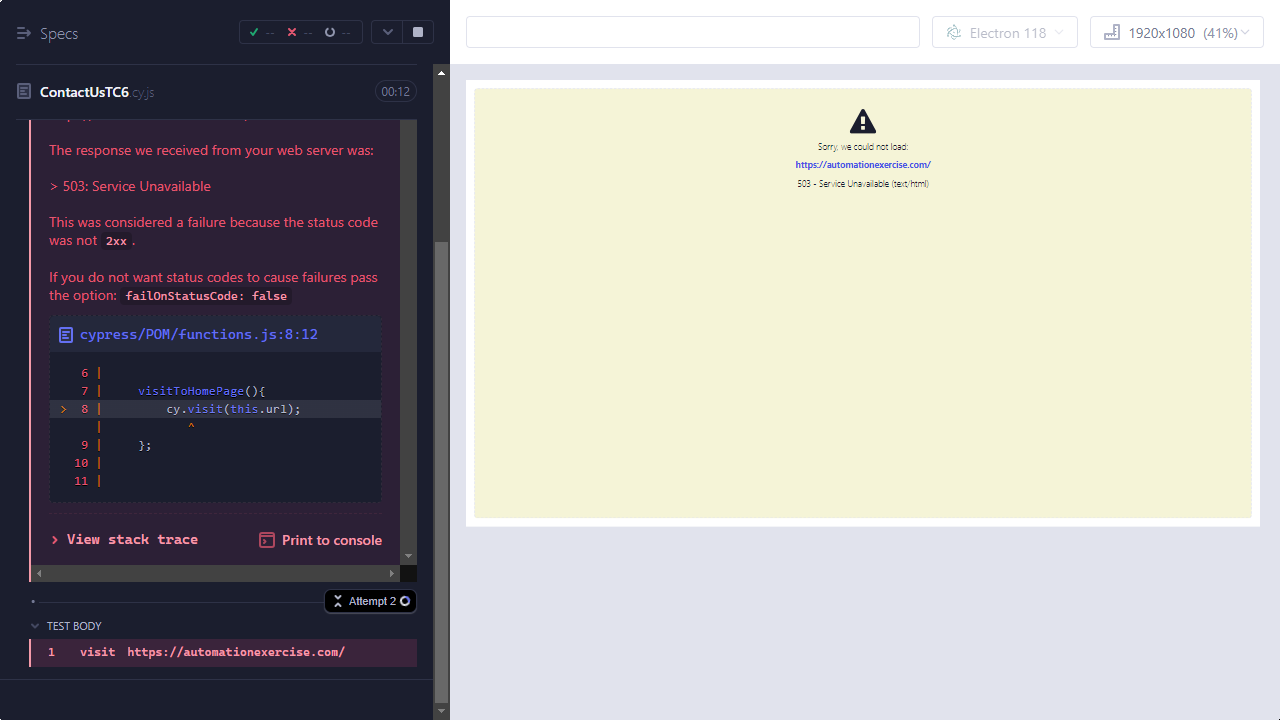 Specs
-- -- --
ContactUsTC6.cy.js
00:12
The response we received from your web server was:
> 503: Service Unavailable
This was considered a failure because the status code
was not 2xx.
If you do not want status codes to cause failures pass
the option: failOnStatusCode: false
cypress/POM/functions.js:8:12
6 |
7 | visitToHomePage(){
> 8 | cy.visit(this.url);
| ^
9 | };
10 |
11 |
View stack trace
Print to console
Attempt 2
TEST BODY
1 visit https://automationexercise.com/
Electron 118
1920x1080 (41%)
Sorry, we could not load:
https://automationexercise.com/
503 - Service Unavailable (text/html)